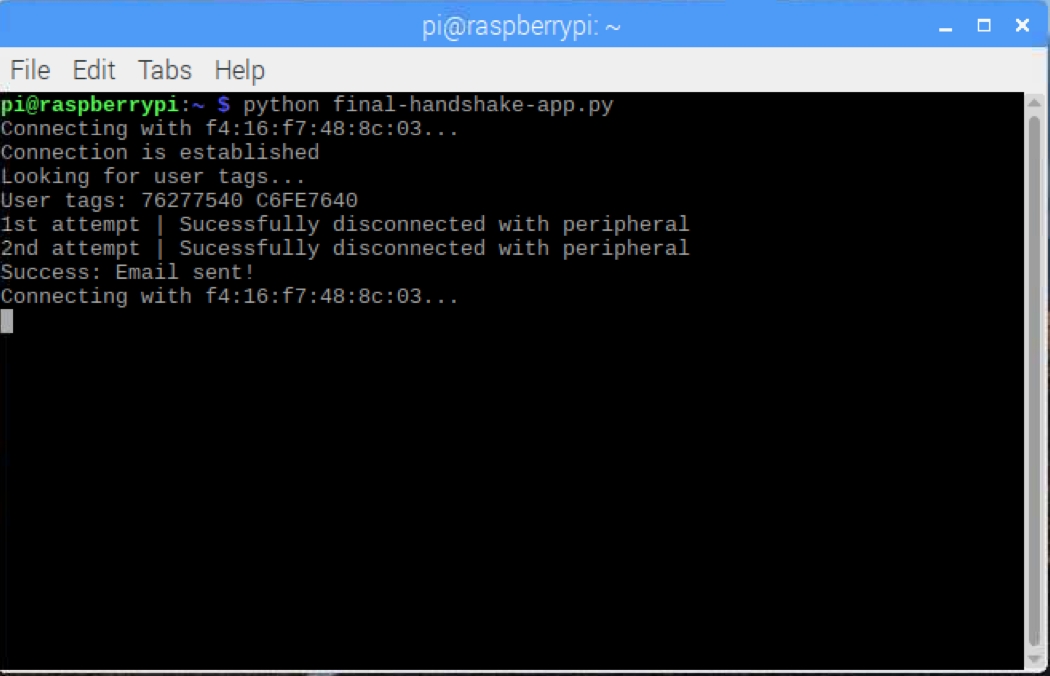 pi@raspberrypi: ~
File Edit Tabs Help
pi@raspberrypi:~ $ python final-handshake-app.py
Connecting with f4:16:f7:48:8c:03...
Connection is established
Looking for user tags...
User tags: 76277540 C6FE7640
1st attempt | Sucessfully disconnected with peripheral
2nd attempt | Sucessfully disconnected with peripheral
Success: Email sent!
Connecting with f4:16:f7:48:8c:03...